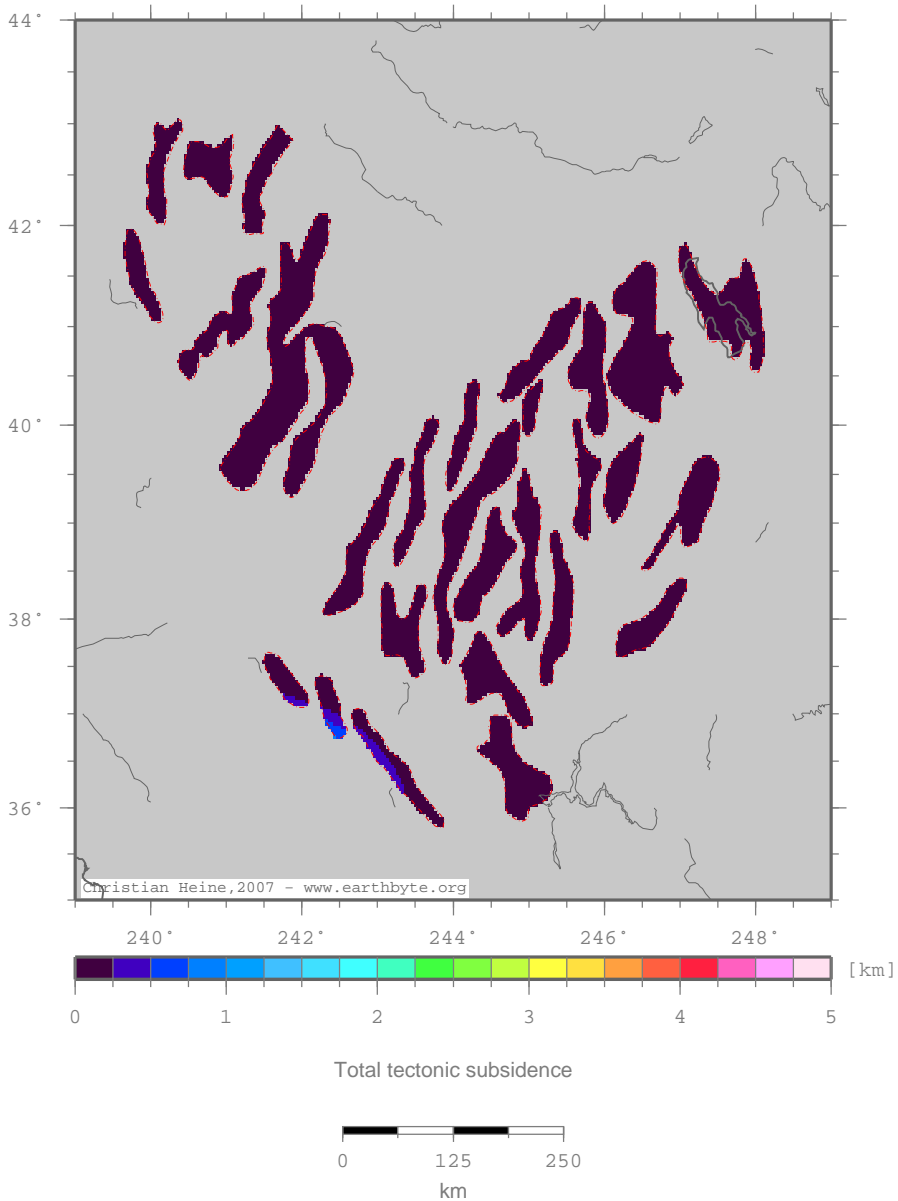 44°
42°
40°
38°
36°
Christian Heine,2007 - www.earthbyte.org
240° 242° 244° 246° 248°
[km]
0 1 2 3 4 5
Total tectonic subsidence
0 125 250
km